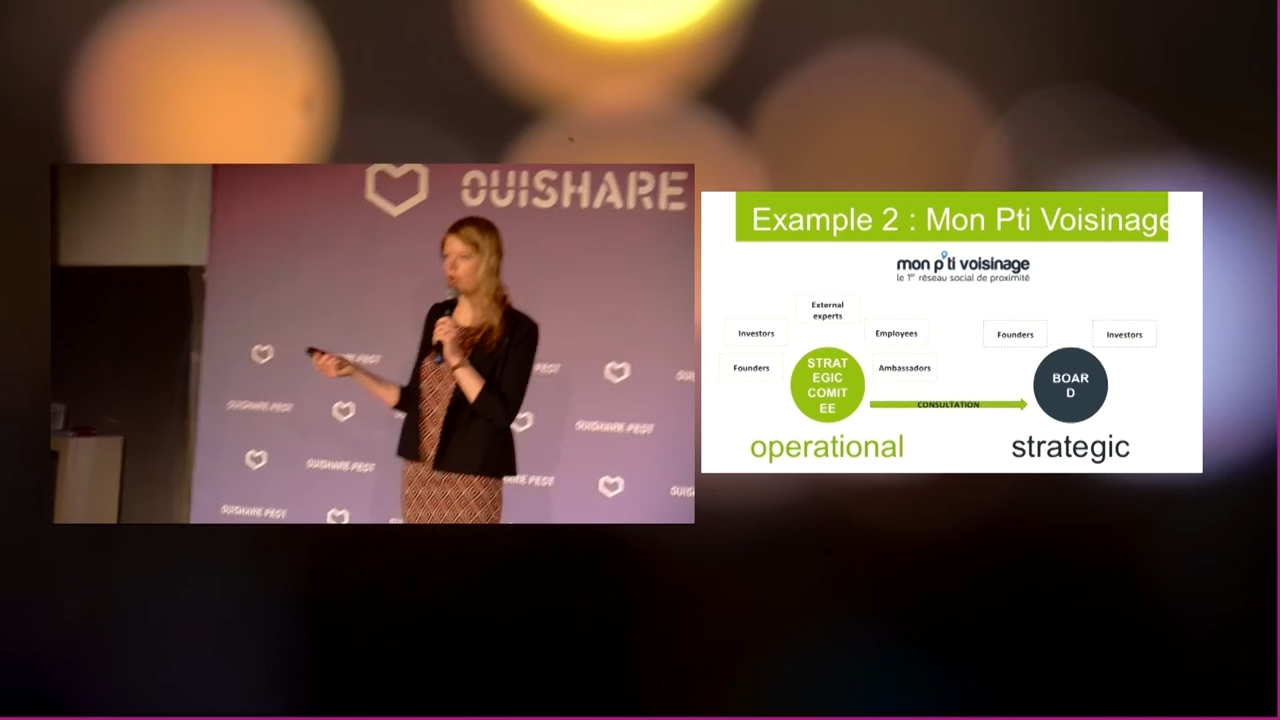 OUISHARE
OUISHARE FEST
OUISHARE FEST
OUISHARE FEST
OUISHARE FEST
Example 2 : Mon Pti Voisinage
mon p'ti voisinage
le 1er réseau social de proximité
External
experts
Investors
Employees
Founders
Ambassadors
STRAT
EGIC
COMIT
EE
CONSULTATION
operational
Founders
Investors
BOAR
D
strategic